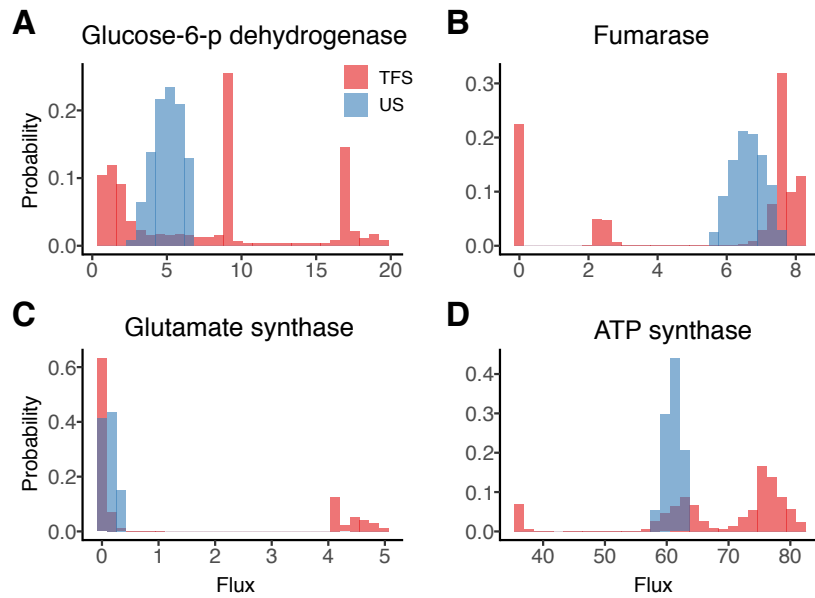 A
Glucose-6-p dehydrogenase
TFS
US
Probability
0.2
0.1
0.0
0 5 10 15 20
B
Fumarase
0.3
0.2
0.1
0.0
0 2 4 6 8
C
Glutamate synthase
Probability
0.6
0.4
0.2
0.0
0 1 2 3 4 5
Flux
D
ATP synthase
0.4
0.3
0.2
0.1
0.0
40 50 60 70 80
Flux